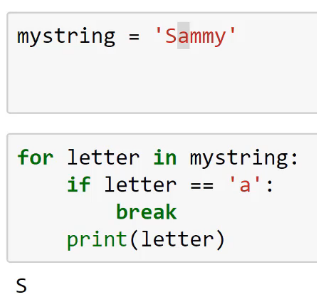 mystring = 'Sammy'
for letter in mystring:
    if letter == 'a':
        break
    print(letter)
S